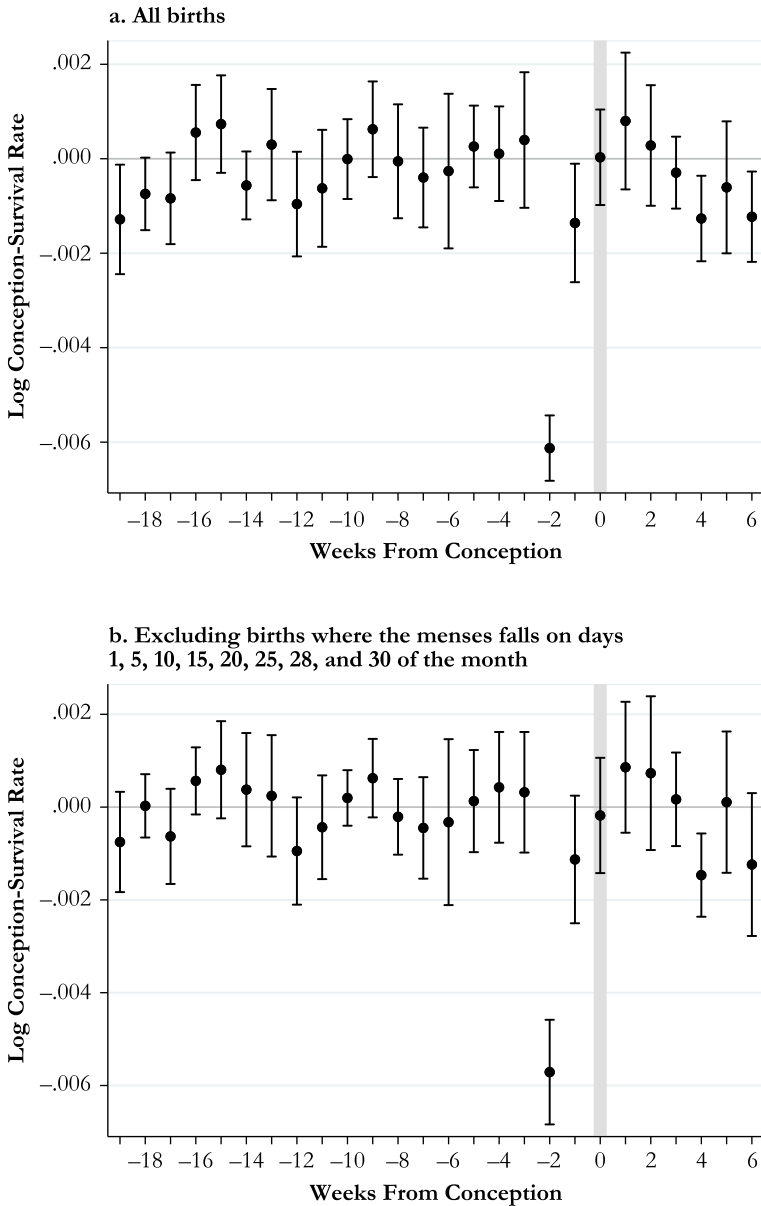 a. All births
.002
.000
–.002
–.004
–.006
Log Conception-Survival Rate
–18 –16 –14 –12 –10 –8 –6 –4 –2 0 2 4 6
Weeks From Conception
b. Excluding births where the menses falls on days
1, 5, 10, 15, 20, 25, 28, and 30 of the month
.002
.000
–.002
–.004
–.006
Log Conception-Survival Rate
–18 –16 –14 –12 –10 –8 –6 –4 –2 0 2 4 6
Weeks From Conception